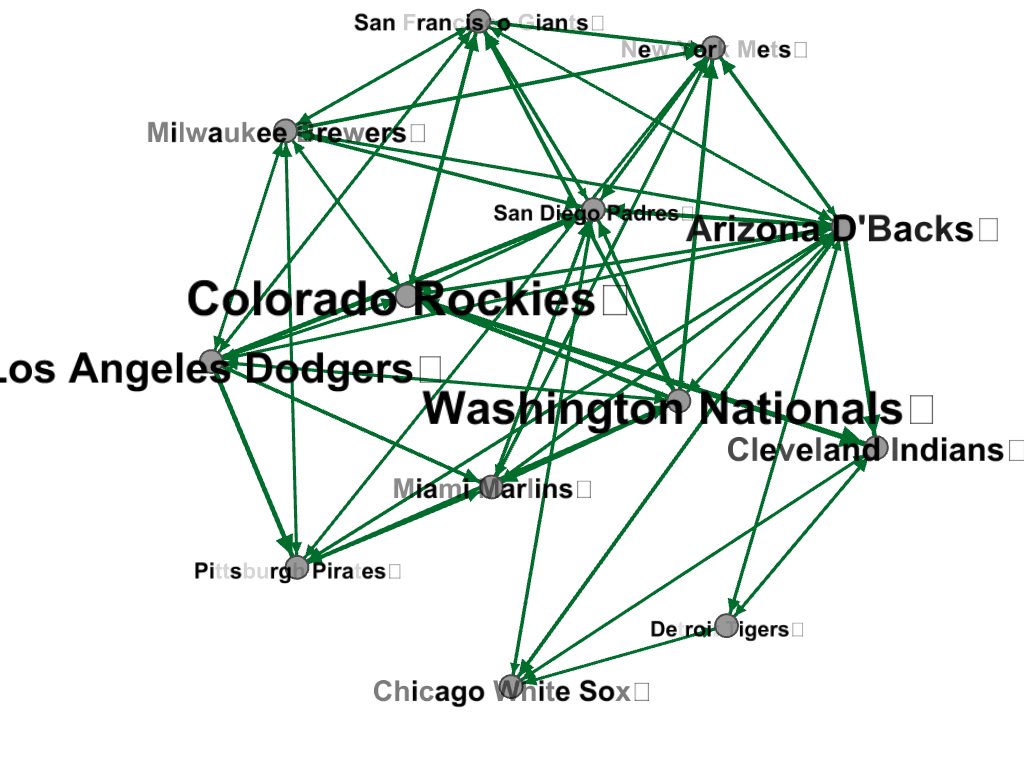 San Francisco Giants
New York Mets
Milwaukee Brewers
San Diego Padres
Arizona D'Backs
Colorado Rockies
Los Angeles Dodgers
Washington Nationals
Cleveland Indians
Miami Marlins
Pittsburgh Pirates
Detroit Tigers
Chicago White Sox